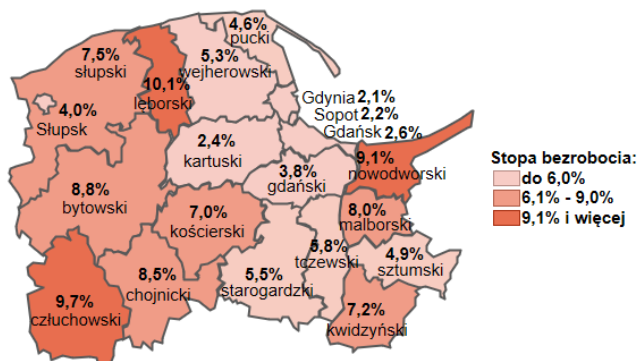 4,6%
pucki
7,5%
słupski
5,3%
wejherowski
10,1%
lęborski
Gdynia 2,1%
Sopot 2,2%
Gdańsk 2,6%
4,0%
Słupsk
2,4%
kartuski
9,1%
nowodworski
3,8%
gdański
8,8%
bytowski
7,0%
kościerski
8,0%
malborski
5,8%
tczewski
4,9%
sztumski
8,5%
chojnicki
5,5%
starogardzki
9,7%
człuchowski
7,2%
kwidzyński
Stopa bezrobocia:
do 6,0%
6,1% - 9,0%
9,1% i więcej